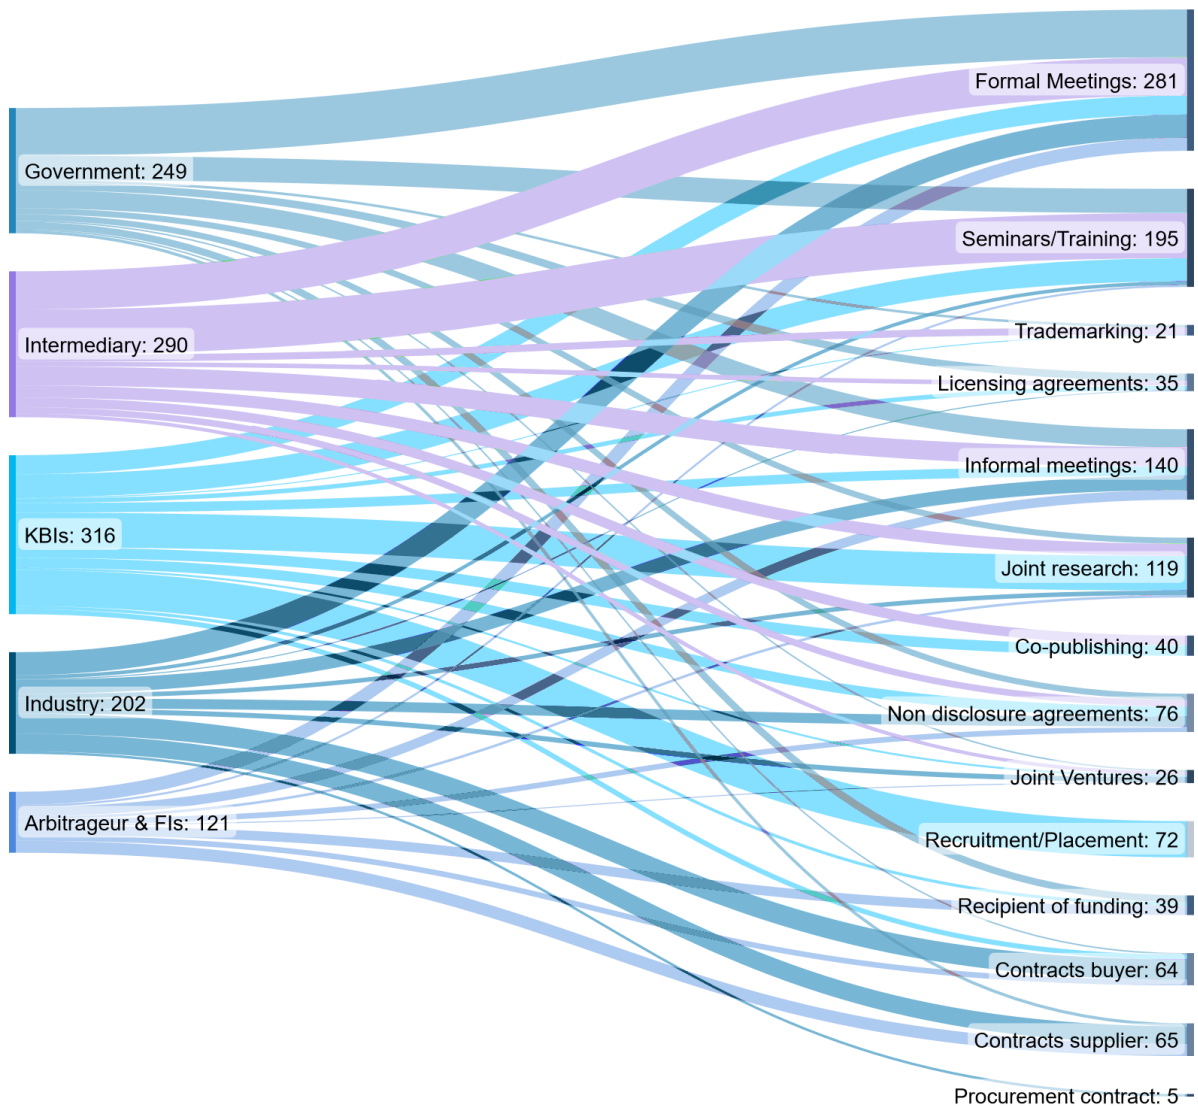 Government: 249
Intermediary: 290
KBIs: 316
Industry: 202
Arbitrageur & FIs: 121
Formal Meetings: 281
Seminars/Training: 195
Trademarking: 21
Licensing agreements: 35
Informal meetings: 140
Joint research: 119
Co-publishing: 40
Non disclosure agreements: 76
Joint Ventures: 26
Recruitment/Placement: 72
Recipient of funding: 39
Contracts buyer: 64
Contracts supplier: 65
Procurement contract: 5